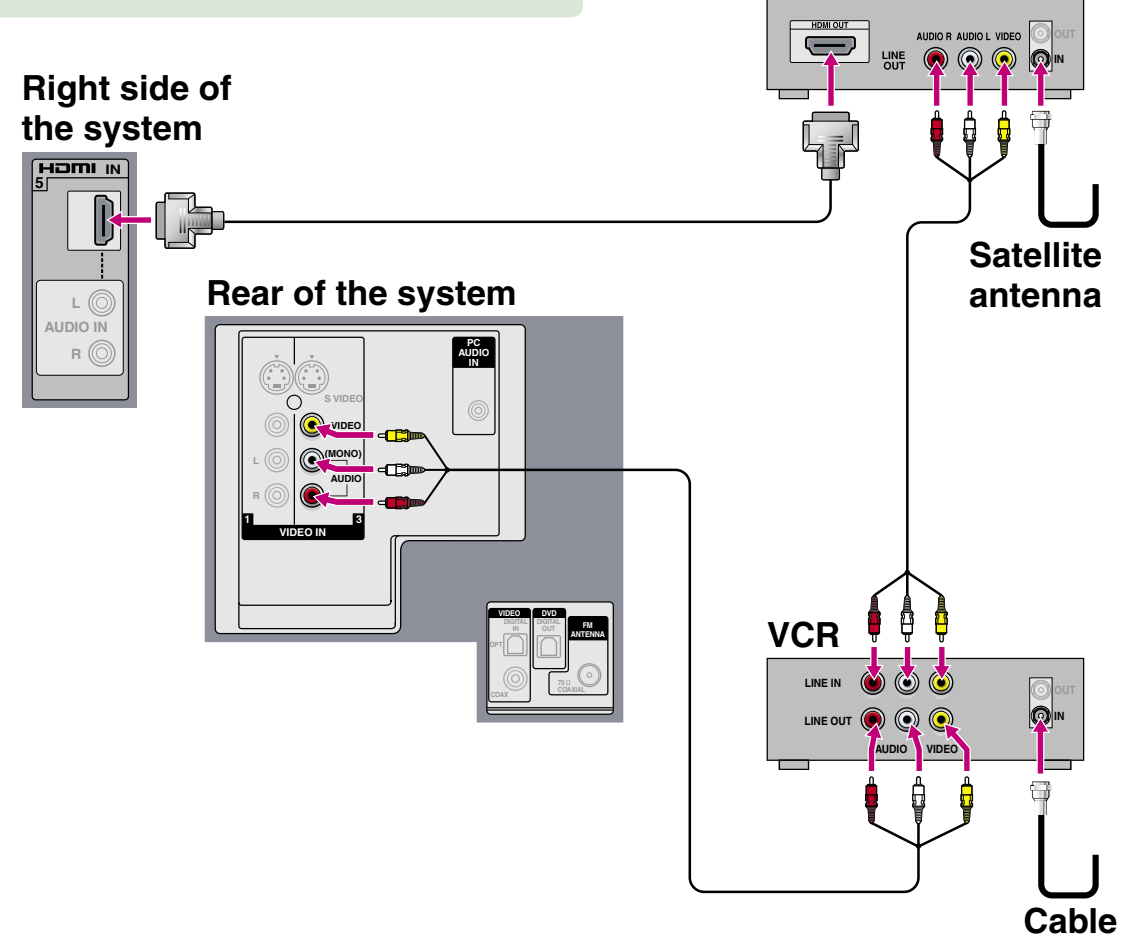 HDMI OUT
LINE
OUT
AUDIO R AUDIO L VIDEO
OUT
IN
Right side of
the system
HDMI IN
5
L
AUDIO IN
R
Satellite
antenna
Rear of the system
PC
AUDIO
IN
S VIDEO
VIDEO
L
(MONO)
AUDIO
R
1
3
VIDEO IN
VIDEO
DIGITAL
IN
OPT
COAX
DVD
DIGITAL
OUT
FM
ANTENNA
75 Ω
COAXIAL
VCR
LINE IN
LINE OUT
AUDIO
VIDEO
OUT
IN
Cable